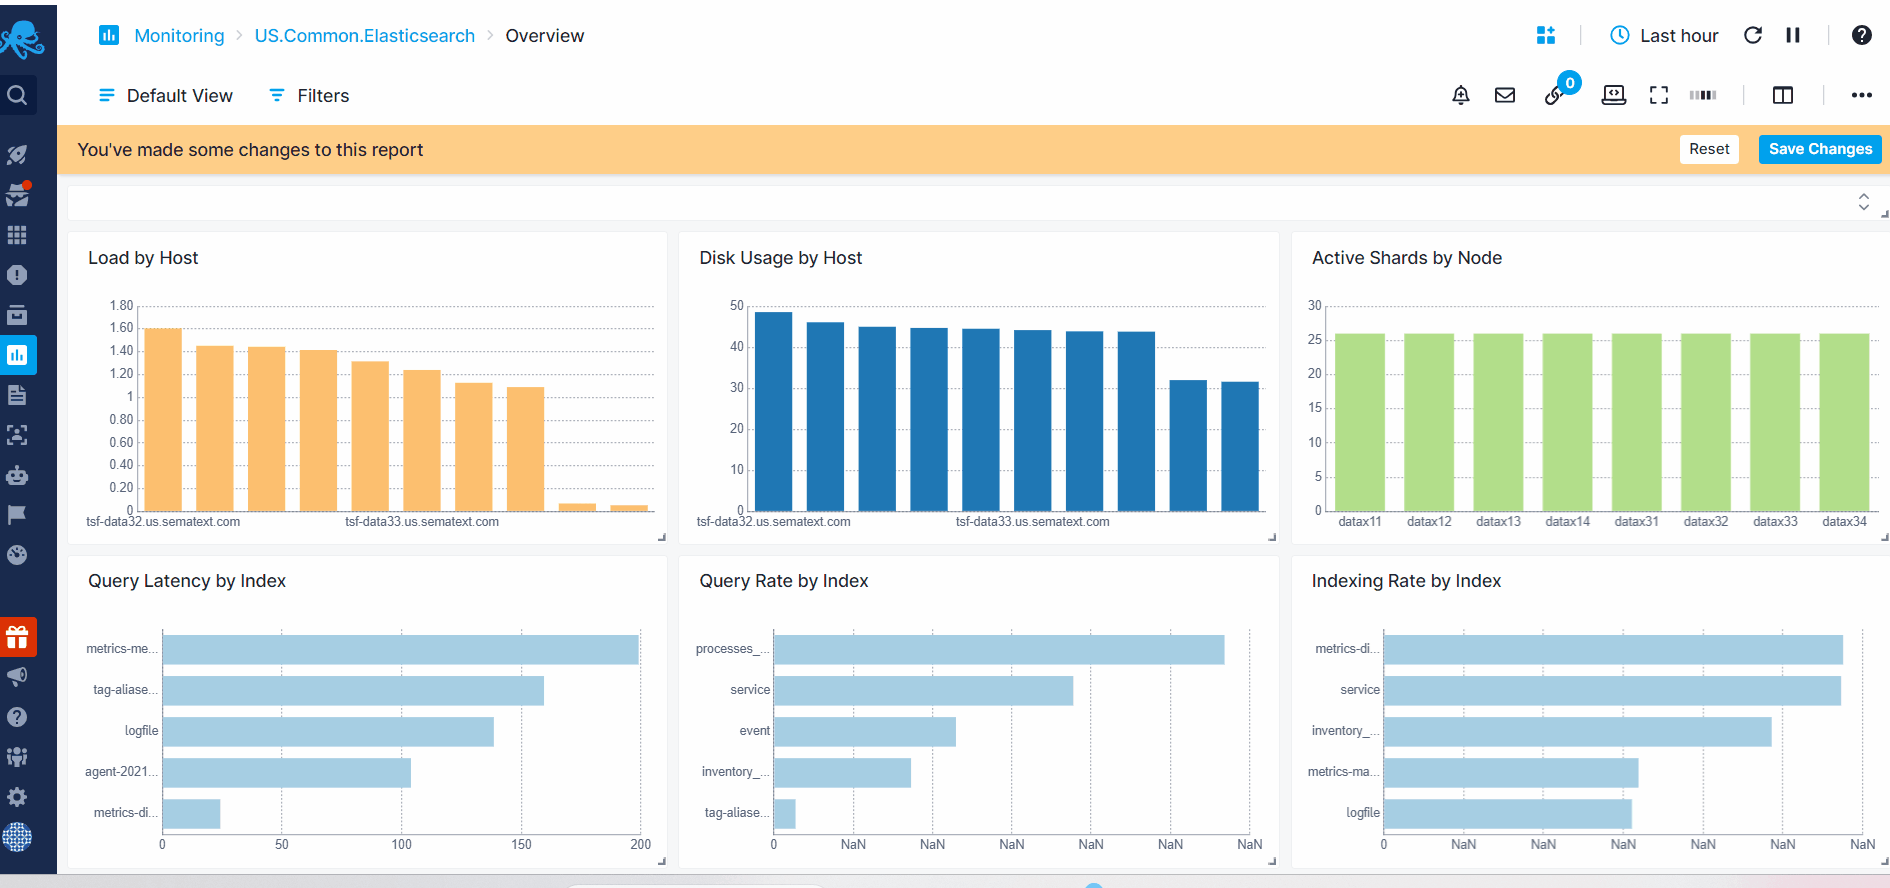 Monitoring > US.Common.Elasticsearch > Overview
Last hour
Default View
Filters
0
You've made some changes to this report
Reset
Save Changes
Load by Host
1.80
1.60
1.40
1.20
1
0.80
0.60
0.40
0.20
0
tsf-data32.us.sematext.com
tsf-data33.us.sematext.com
Disk Usage by Host
50
40
30
20
10
0
tsf-data32.us.sematext.com
tsf-data33.us.sematext.com
Active Shards by Node
30
25
20
15
10
5
0
datax11 datax12 datax13 datax14 datax31 datax32 datax33 datax34
Query Latency by Index
metrics-me...
tag-aliase...
logfile
agent-2021...
metrics-di...
0 50 100 150 200
Query Rate by Index
processes_...
service
event
inventory_...
tag-aliase...
0 NaN NaN NaN NaN NaN NaN
Indexing Rate by Index
metrics-di...
service
inventory_...
metrics-ma...
logfile
0 NaN NaN NaN NaN NaN NaN